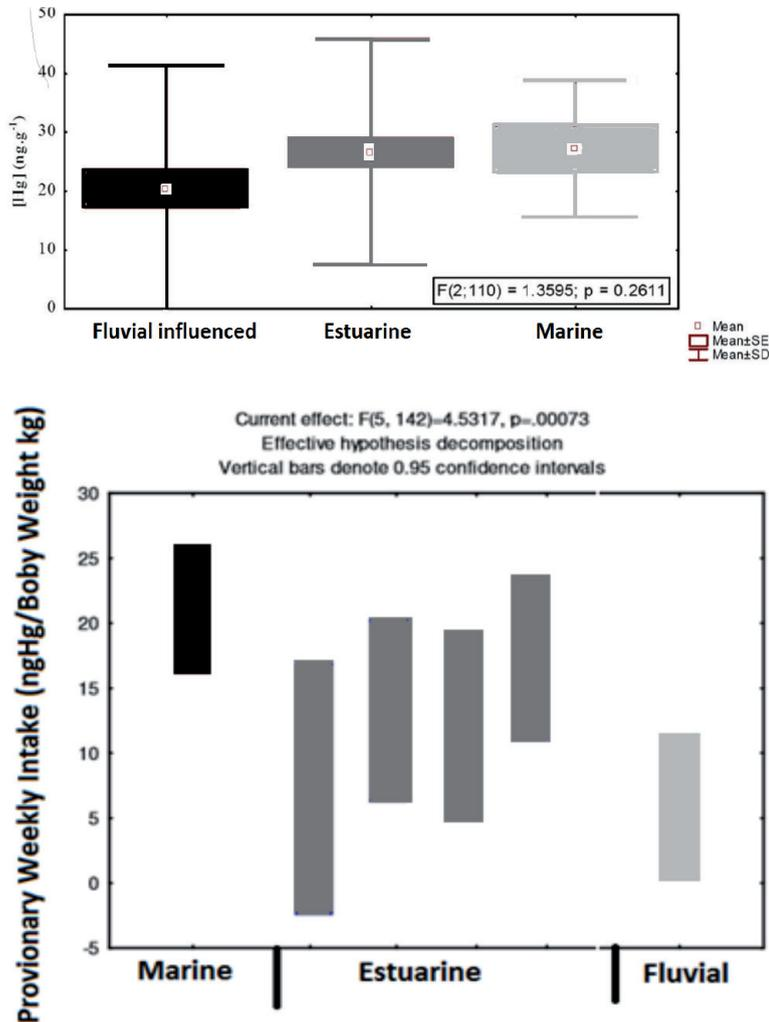 50
40
30
20
10
0
[Hg] (ng.g⁻¹)
F(2;110) = 1.3595; p = 0.2611
Fluvial influenced Estuarine Marine
Mean
Mean±SE
Mean±SD
Current effect: F(5, 142)=4.5317, p=.00073
Effective hypothesis decomposition
Vertical bars denote 0.95 confidence intervals
Provionary Weekly Intake (ngHg/Boby Weight kg)
30
25
20
15
10
5
0
-5
Marine Estuarine Fluvial